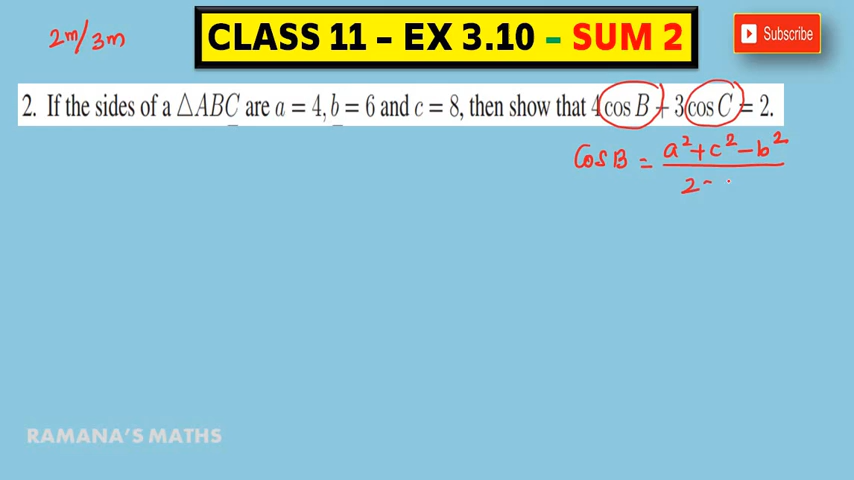 2m/3m
CLASS 11 – EX 3.10 – SUM 2
Subscribe
2. If the sides of a △ABC are a = 4, b = 6 and c = 8, then show that 4 cos B + 3 cos C = 2.
Cos B = a² + c² − b²
2
RAMANA'S MATHS